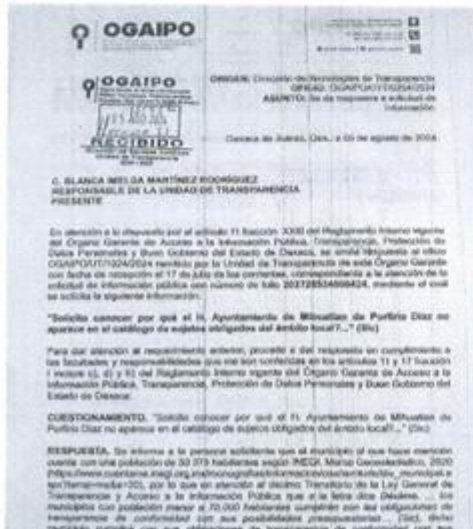 OGAIPO
OGAIPO
RECIBIDO
ORIGEN: Dirección de Tecnologías de Transparencia
ASUNTO: Se da respuesta a solicitud de
información.
Oaxaca de Juárez, Oax., a 05 de agosto de 2024.
C. BLANCA IMELDA MARTÍNEZ RODRÍGUEZ
RESPONSABLE DE LA UNIDAD DE TRANSPARENCIA
PRESENTE
En atención a lo dispuesto por el artículo 11 fracción XXIII del Reglamento Interno vigente
del Órgano Garante de Acceso a la Información Pública, Transparencia, Protección de
Datos Personales y Buen Gobierno del Estado de Oaxaca, se emite respuesta al oficio
OGAIPO/UT/1024/2024 remitido por la Unidad de Transparencia de este Órgano Garante
con fecha de recepción el 17 de julio de los corrientes, correspondiente a la atención de la
solicitud de información pública con número de folio mediante el cual
se solicita la siguiente información:
"Solicito conocer por qué el H. Ayuntamiento de Miahuatlán de Porfirio Díaz no
aparece en el catálogo de sujetos obligados del ámbito local?..." (Sic)
Para dar atención al requerimiento anterior, procedo a dar respuesta en cumplimiento a
las facultades y responsabilidades que me son conferidas en los artículos 11 y 17 fracción
I incisos c), d) y h) del Reglamento Interno vigente del Órgano Garante de Acceso a la
Información Pública, Transparencia, Protección de Datos Personales y Buen Gobierno del
Estado de Oaxaca:
CUESTIONAMIENTO. "Solicito conocer por qué el H. Ayuntamiento de Miahuatlán de
Porfirio Díaz no aparece en el catálogo de sujetos obligados del ámbito local?..." (Sic)
RESPUESTA. Se informa a la persona solicitante que el municipio al que hace mención
cuenta con una población de habitantes según INEGI. Marco Geoestadístico, 2020
por lo que en atención al décimo Transitorio de la Ley General de
Transparencia y Acceso a la Información Pública que a la letra dice Décimo. ... los
municipios con población menor a 70,000 habitantes cumplirán con las obligaciones de
transparencia de conformidad con sus posibilidades presupuestarias